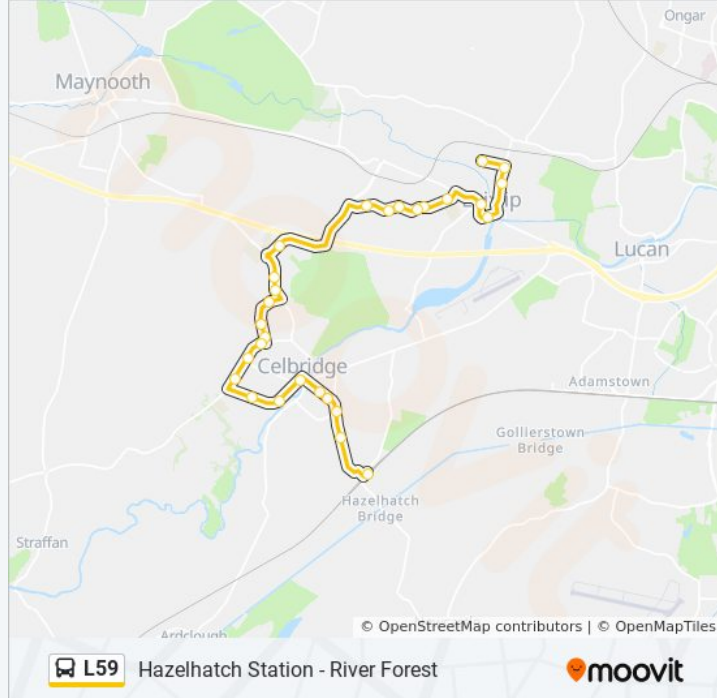 Ongar
Maynooth
Lucan
Celbridge
Adamstown
Gollierstown
Bridge
Hazelhatch
Bridge
Straffan
Ardclough
© OpenStreetMap contributors | © OpenMapTiles
L59 Hazelhatch Station - River Forest moovit